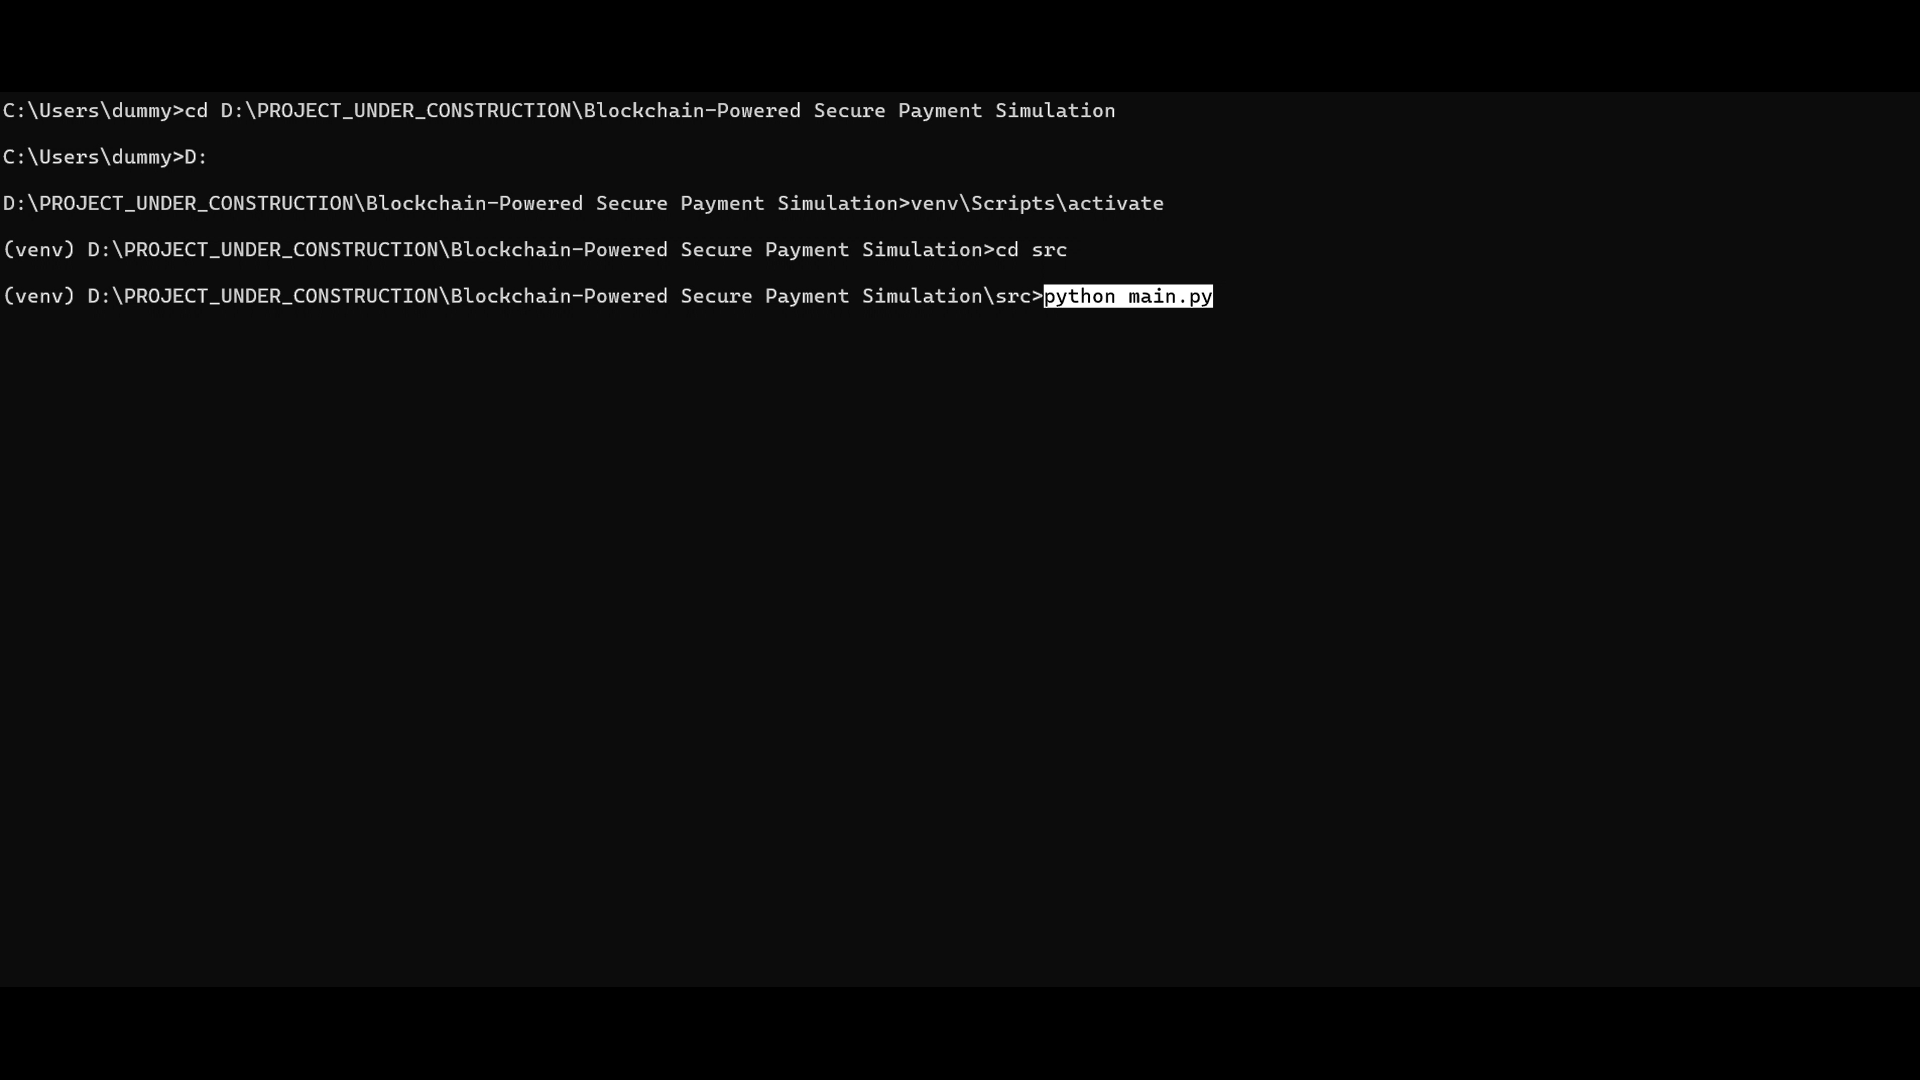 C:\Users\dummy>cd D:\PROJECT_UNDER_CONSTRUCTION\Blockchain-Powered Secure Payment Simulation
C:\Users\dummy>D:
D:\PROJECT_UNDER_CONSTRUCTION\Blockchain-Powered Secure Payment Simulation>venv\Scripts\activate
(venv) D:\PROJECT_UNDER_CONSTRUCTION\Blockchain-Powered Secure Payment Simulation>cd src
(venv) D:\PROJECT_UNDER_CONSTRUCTION\Blockchain-Powered Secure Payment Simulation\src>python main.py